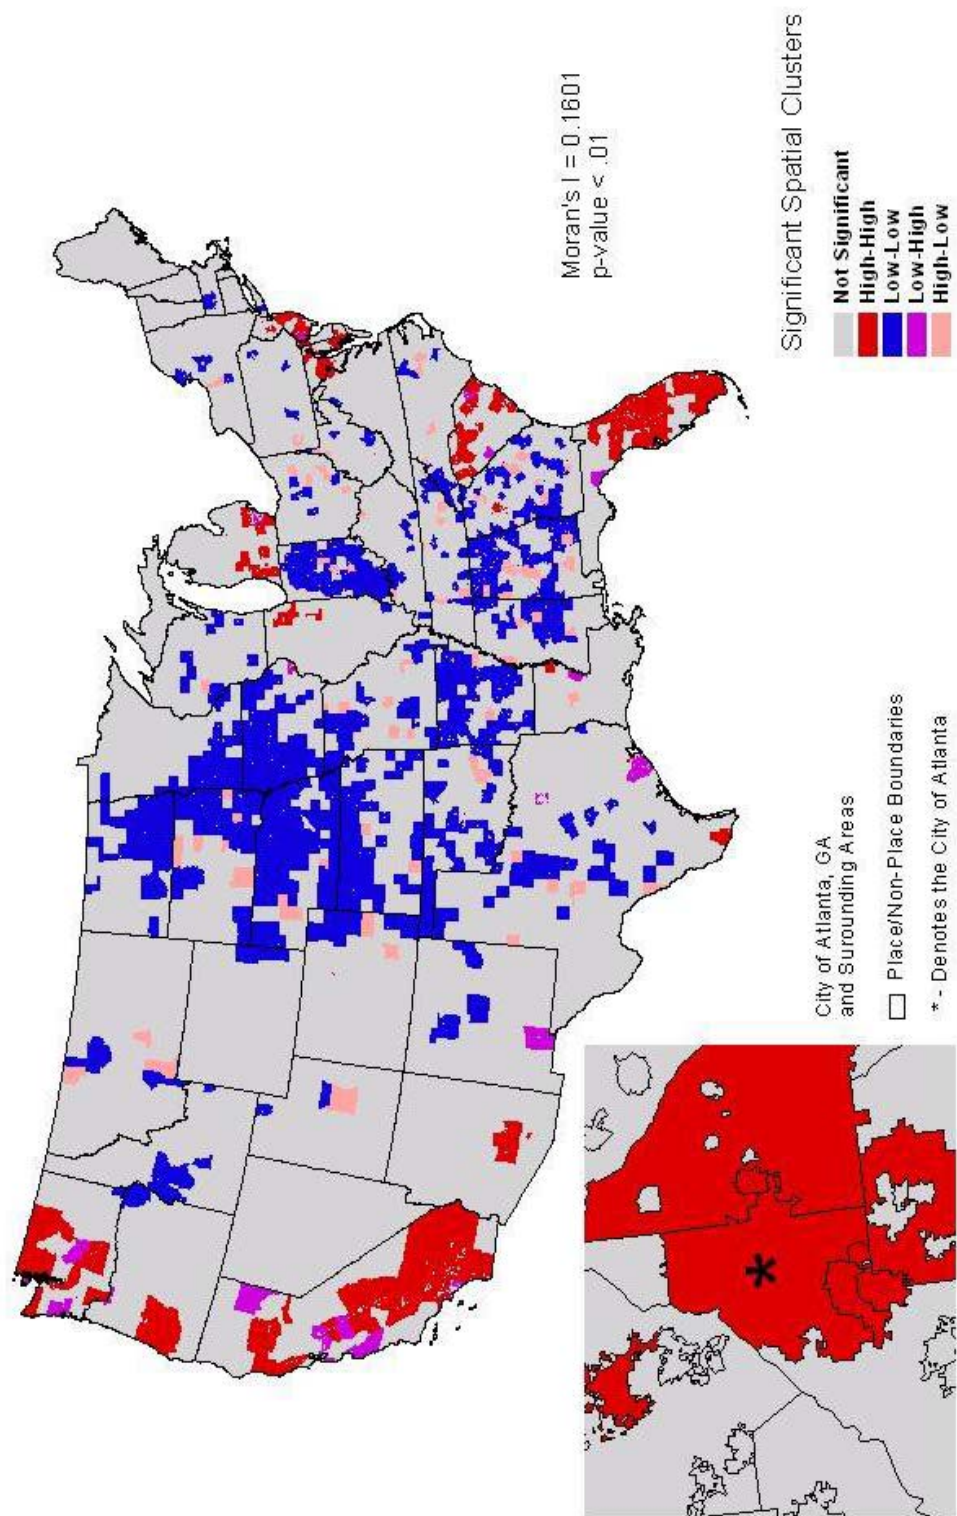 Moran's I = 0.1601
p-value < .01
Significant Spatial Clusters
Not Significant
High-High
Low-Low
Low-High
High-Low
City of Atlanta, GA
and Surounding Areas
Place/Non-Place Boundaries
* - Denotes the City of Atlanta
*